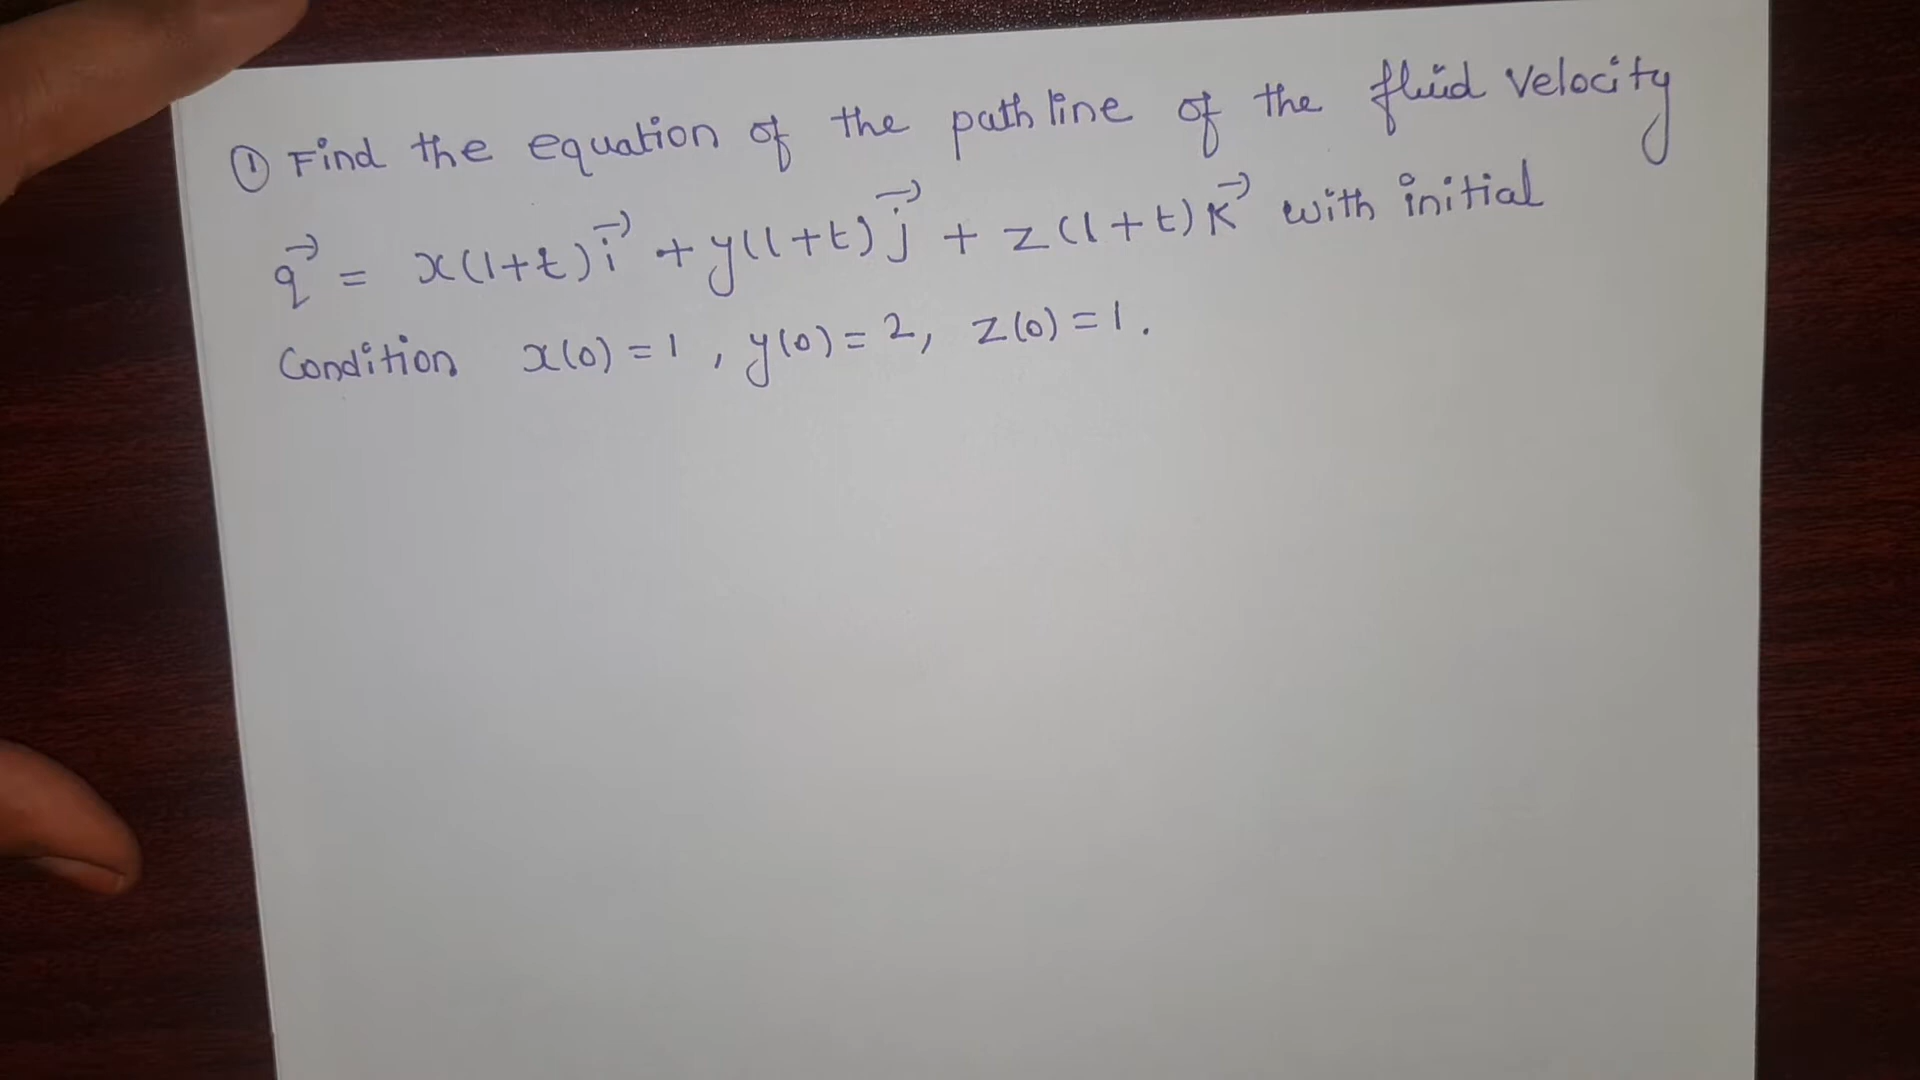 ① Find the equation of the path line of the fluid velocity
q⃗ = x(1+t)i⃗ + y(1+t)j⃗ + z(1+t)k⃗ with initial
Condition x(0) = 1 , y(0) = 2, z(0) = 1.